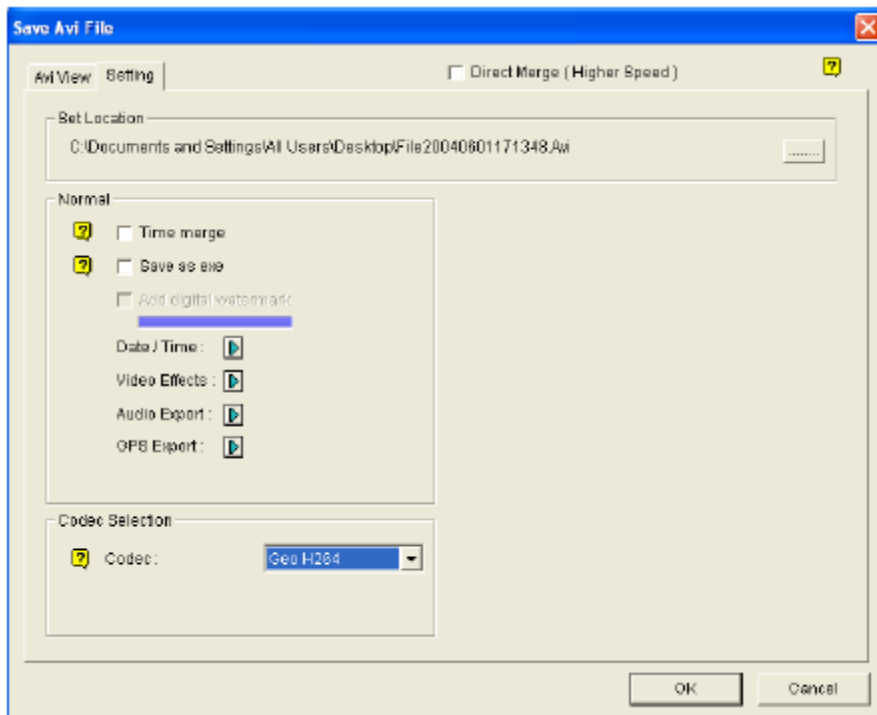 Save Avi File
Avi View
Setting
Direct Merge ( Higher Speed )
?
Set Location
C:\Documents and Settings\All Users\Desktop\File20040601171348.Avi
........
Normal
? Time merge
? Save as exe
Add digital watermark
Date / Time :
Video Effects :
Audio Export :
GPS Export :
Codec Selection
? Codec :
Geo H264
OK
Cancel